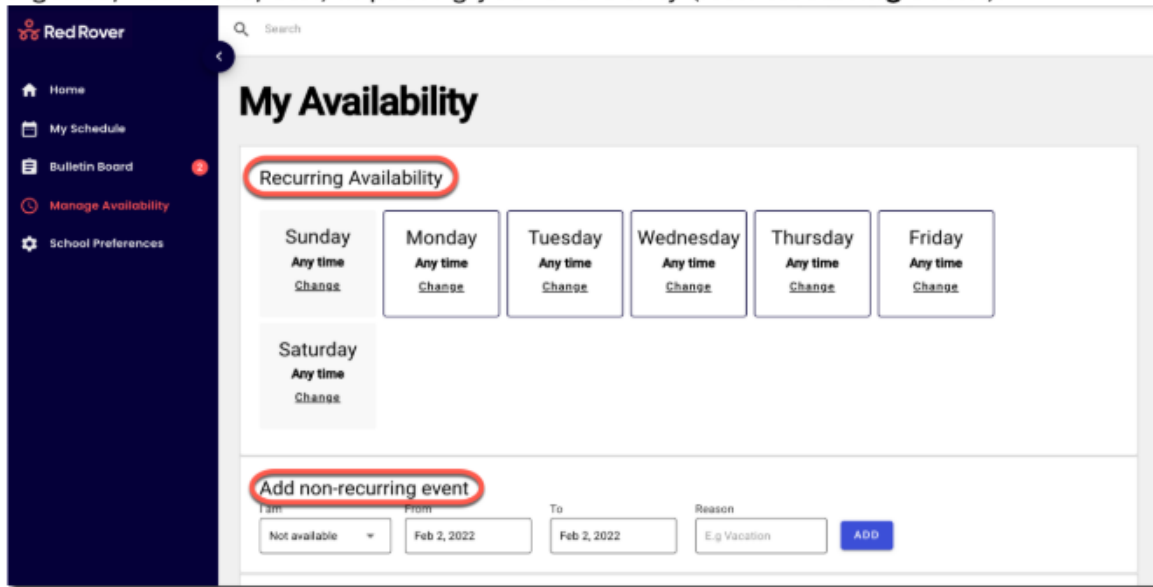 Red Rover
Search
Home
My Schedule
Bulletin Board 2
Manage Availability
School Preferences
My Availability
Recurring Availability
Sunday Monday Tuesday Wednesday Thursday Friday
Any time Any time Any time Any time Any time Any time
Change Change Change Change Change Change
Saturday
Any time
Change
Add non-recurring event
I am From To Reason
Not available Feb 2, 2022 Feb 2, 2022 E.g Vacation ADD